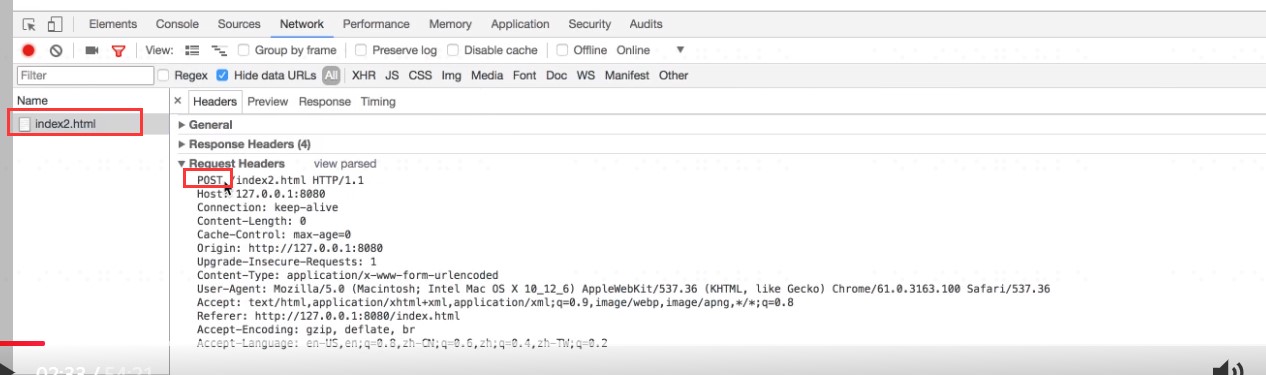 Elements Console Sources Network Performance Memory Application Security Audits
View: Group by frame Preserve log Disable cache Offline Online
Filter Regex Hide data URLs All XHR JS CSS Img Media Font Doc WS Manifest Other
Name × Headers Preview Response Timing
index2.html
General
Response Headers (4)
Request Headers view parsed
POST /index2.html HTTP/1.1
Host: 127.0.0.1:8080
Connection: keep-alive
Content-Length: 0
Cache-Control: max-age=0
Origin: http://127.0.0.1:8080
Upgrade-Insecure-Requests: 1
Content-Type: application/x-www-form-urlencoded
User-Agent: Mozilla/5.0 (Macintosh; Intel Mac OS X 10_12_6) AppleWebKit/537.36 (KHTML, like Gecko) Chrome/61.0.3163.100 Safari/537.36
Accept: text/html,application/xhtml+xml,application/xml;q=0.9,image/webp,image/apng,*/*;q=0.8
Referer: http://127.0.0.1:8080/index.html
Accept-Encoding: gzip, deflate, br
Accept-Language: en-US,en;q=0.8,zh-CN;q=0.6,zh;q=0.4,zh-TW;q=0.2